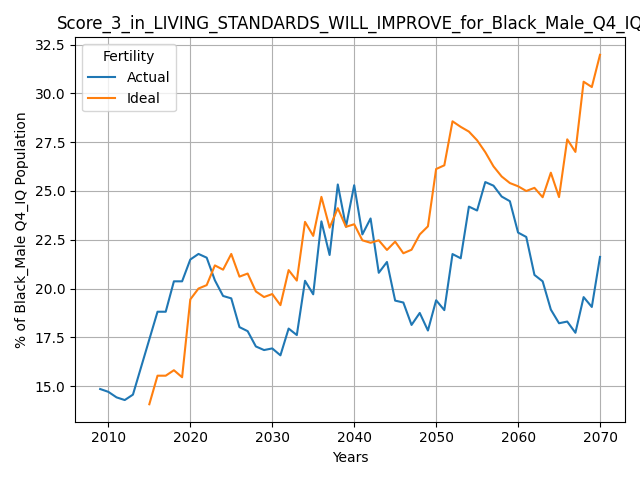 Score_3_in_LIVING_STANDARDS_WILL_IMPROVE_for_Black_Male_Q4_IQ
32.5
30.0
27.5
25.0
22.5
20.0
17.5
15.0
% of Black_Male Q4_IQ Population
Fertility
Actual
Ideal
2010 2020 2030 2040 2050 2060 2070
Years